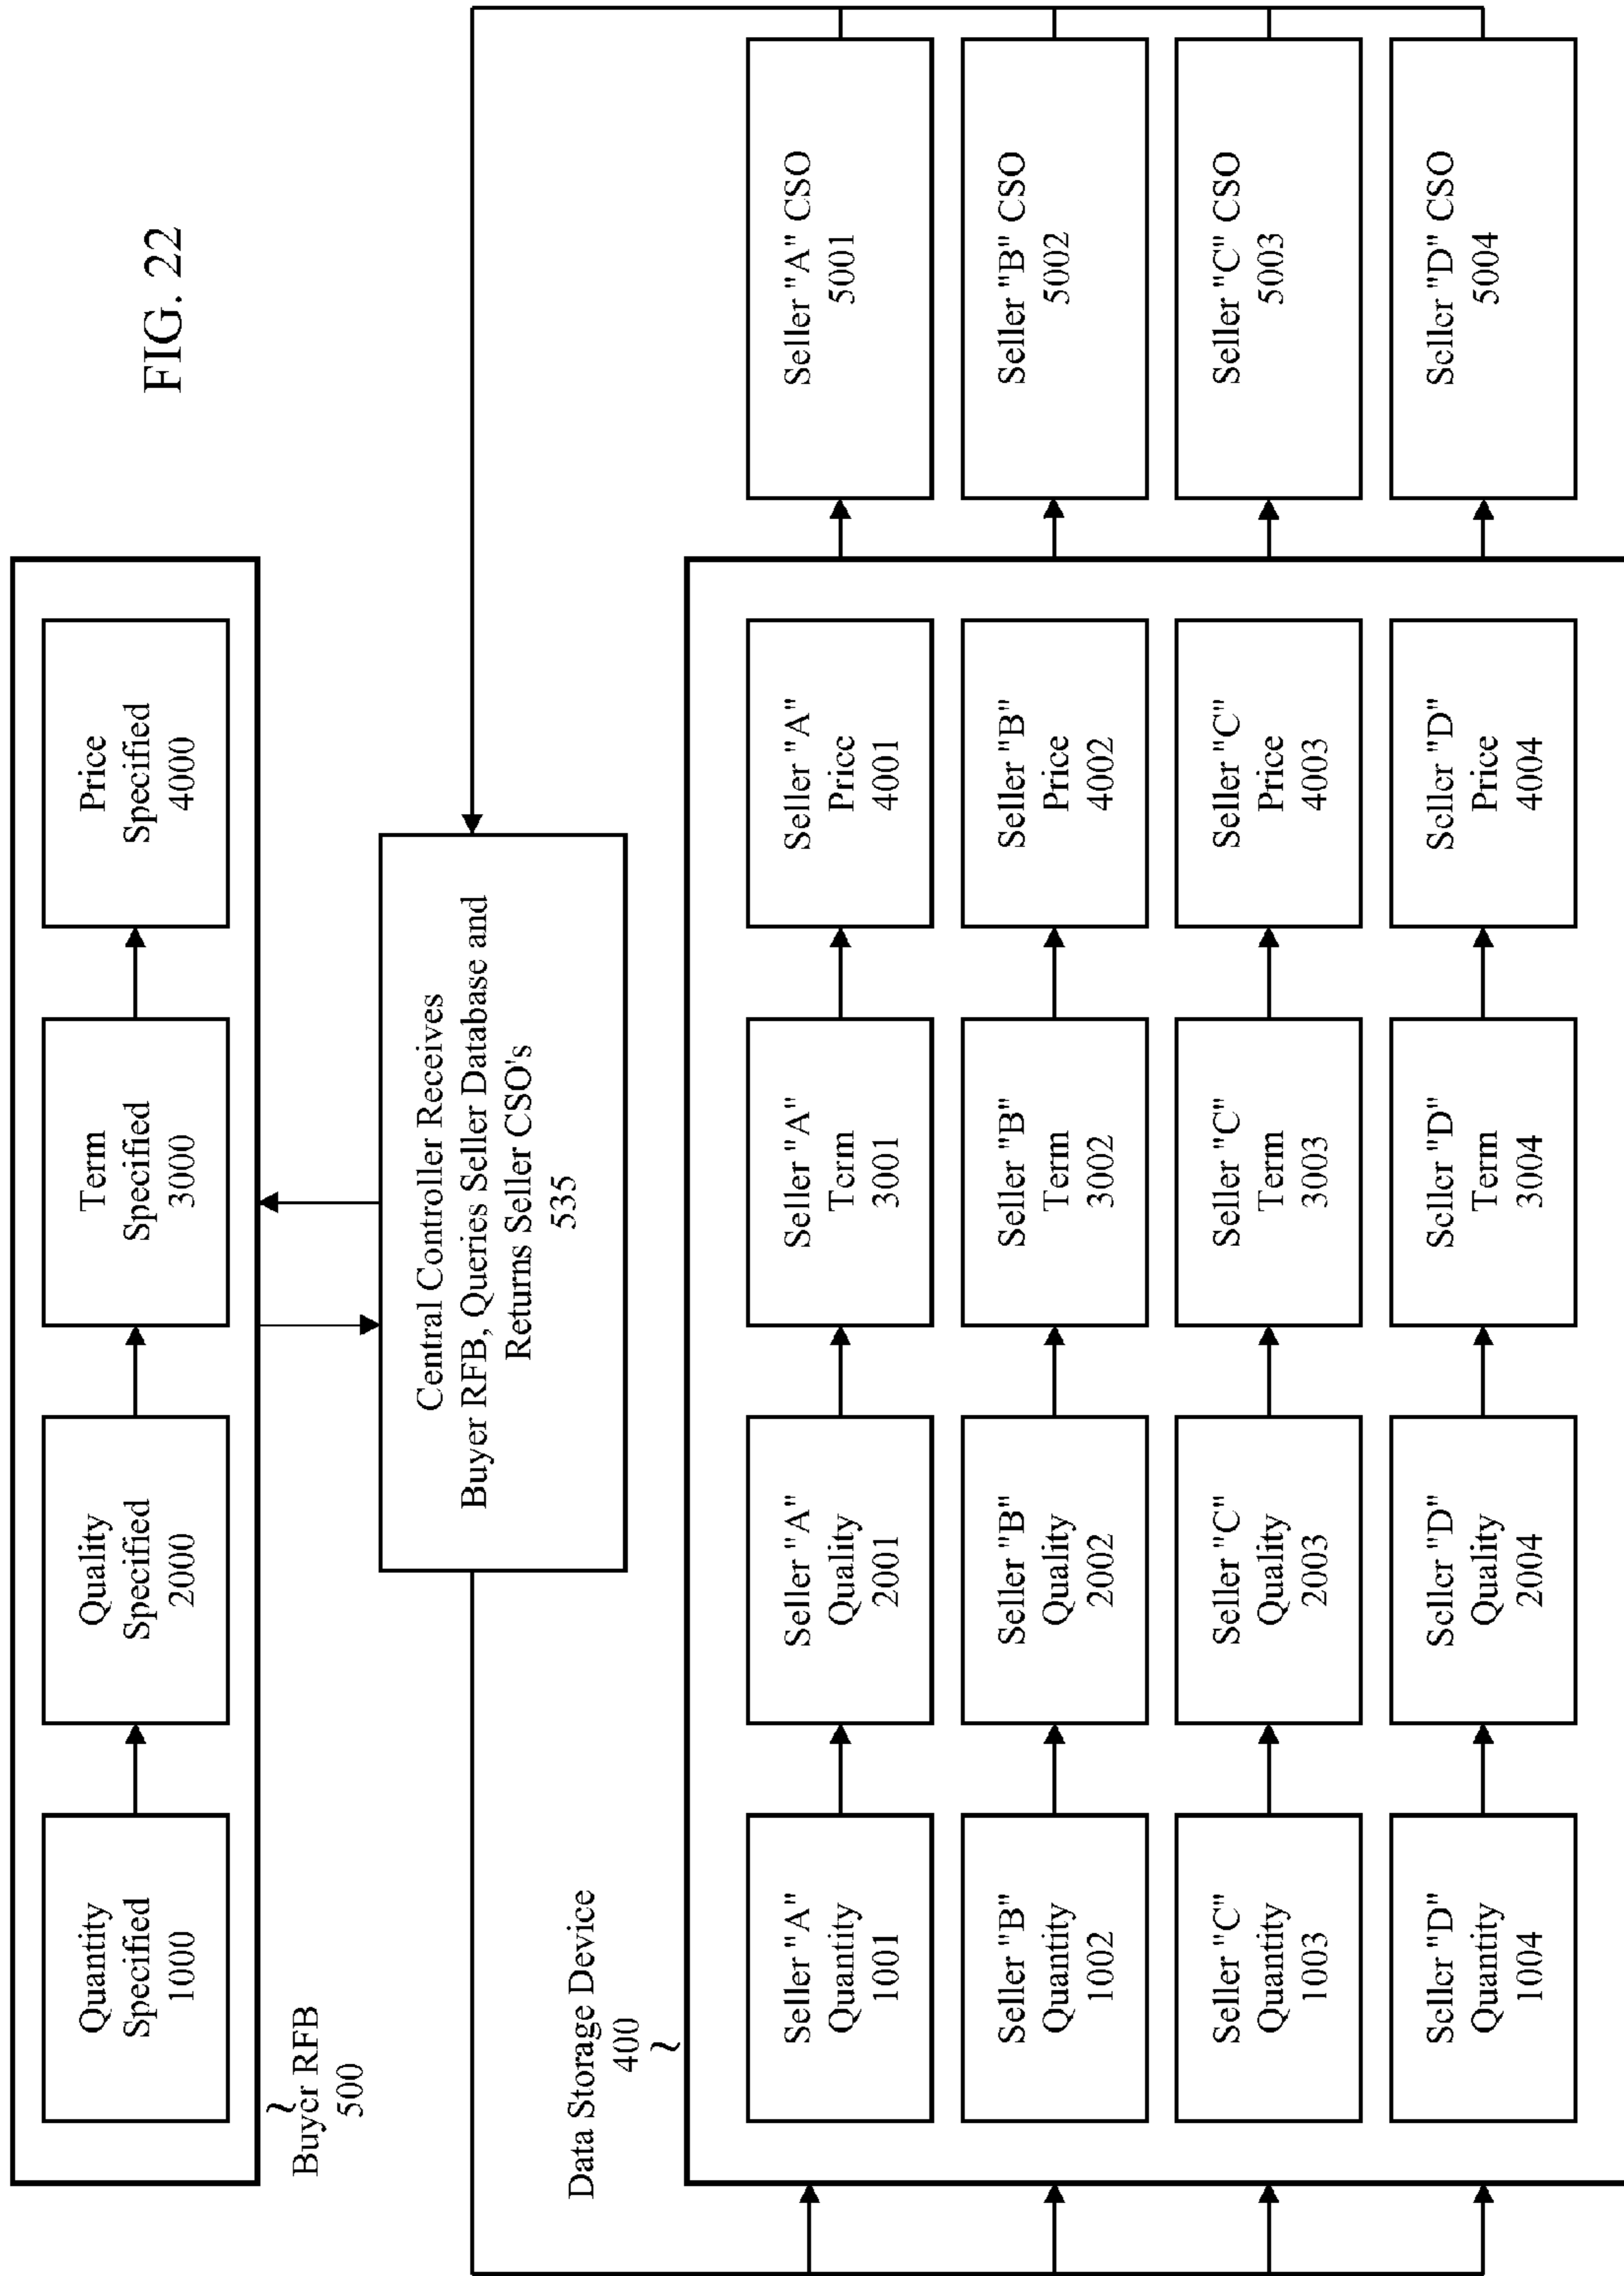 FIG. 22
Quantity
Specified
1000
Quality
Specified
2000
Term
Specified
3000
Price
Specified
4000
Buyer RFB
500
Central Controller Receives
Buyer RFB, Queries Seller Database and
Returns Seller CSO's
535
Data Storage Device
400
Seller "A"
Quantity
1001
Seller "A"
Quality
2001
Seller "A"
Term
3001
Seller "A"
Price
4001
Seller "A" CSO
5001
Seller "B"
Quantity
1002
Seller "B"
Quality
2002
Seller "B"
Term
3002
Seller "B"
Price
4002
Seller "B" CSO
5002
Seller "C"
Quantity
1003
Seller "C"
Quality
2003
Seller "C"
Term
3003
Seller "C"
Price
4003
Seller "C" CSO
5003
Seller "D"
Quantity
1004
Seller "D"
Quality
2004
Seller "D"
Term
3004
Seller "D"
Price
4004
Seller "D" CSO
5004